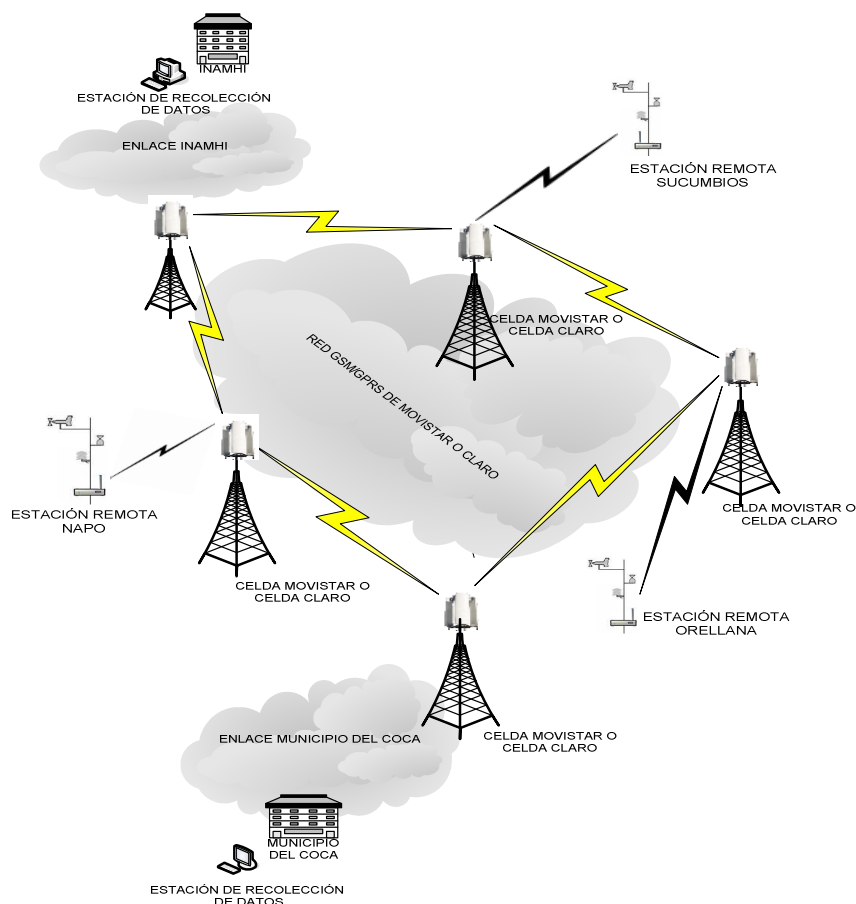 INAMHI
ESTACIÓN DE RECOLECCIÓN
DE DATOS
ENLACE INAMHI
ESTACIÓN REMOTA
SUCUMBIOS
CELDA MOVISTAR O
CELDA CLARO
RED GSM/GPRS DE MOVISTAR O CLARO
ESTACIÓN REMOTA
NAPO
CELDA MOVISTAR O
CELDA CLARO
CELDA MOVISTAR O
CELDA CLARO
ESTACIÓN REMOTA
ORELLANA
ENLACE MUNICIPIO DEL COCA
CELDA MOVISTAR O
CELDA CLARO
MUNICIPIO
DEL COCA
ESTACIÓN DE RECOLECCIÓN
DE DATOS